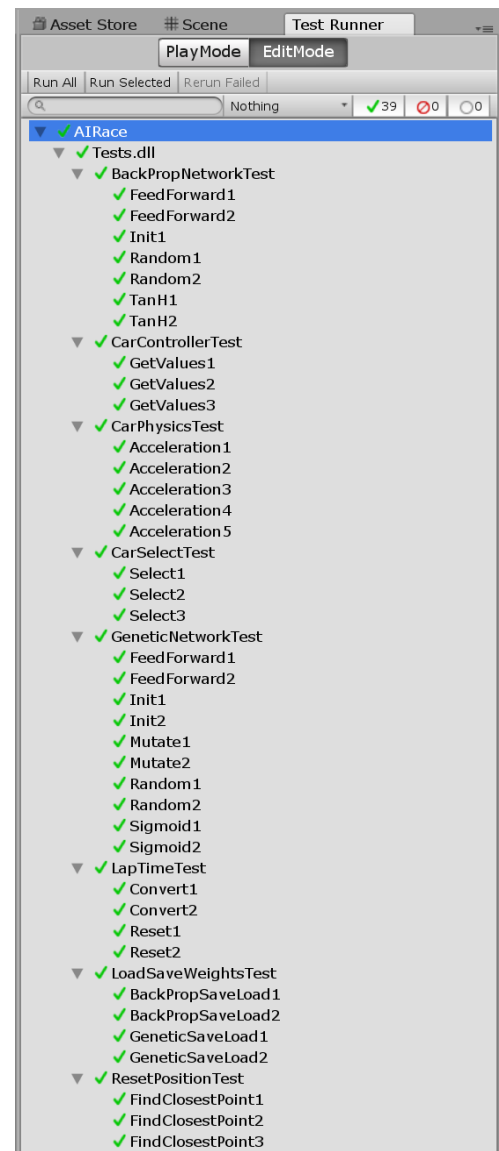 Asset Store Scene Test Runner
PlayMode EditMode
Run All Run Selected Rerun Failed
Nothing 39 0 0
AIRace
Tests.dll
BackPropNetworkTest
FeedForward1
FeedForward2
Init1
Random1
Random2
TanH1
TanH2
CarControllerTest
GetValues1
GetValues2
GetValues3
CarPhysicsTest
Acceleration1
Acceleration2
Acceleration3
Acceleration4
Acceleration5
CarSelectTest
Select1
Select2
Select3
GeneticNetworkTest
FeedForward1
FeedForward2
Init1
Init2
Mutate1
Mutate2
Random1
Random2
Sigmoid1
Sigmoid2
LapTimeTest
Convert1
Convert2
Reset1
Reset2
LoadSaveWeightsTest
BackPropSaveLoad1
BackPropSaveLoad2
GeneticSaveLoad1
GeneticSaveLoad2
ResetPositionTest
FindClosestPoint1
FindClosestPoint2
FindClosestPoint3